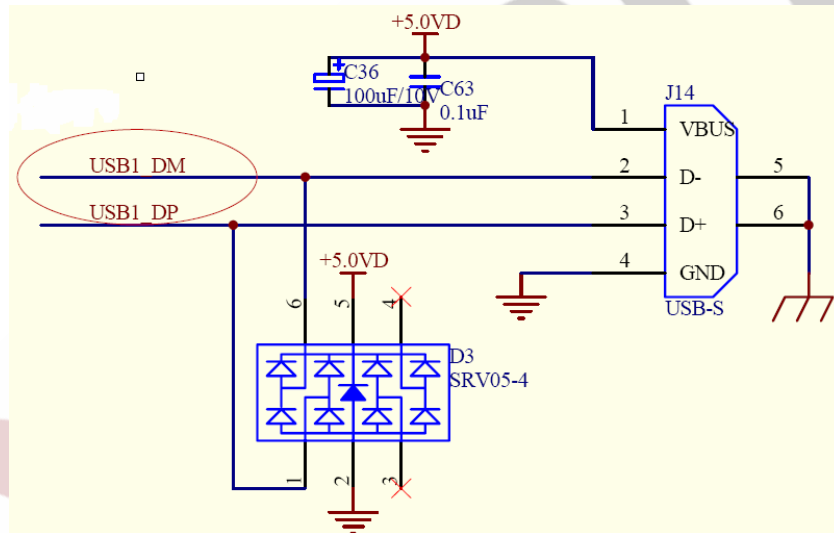 +5.0VD
C36
100uF/10V
C63
0.1uF
J14
1
VBUS
USB1_DM
2
D-
5
USB1_DP
3
D+
6
4
GND
USB-S
+5.0VD
6
5
4
D3
SRV05-4
1
2
3